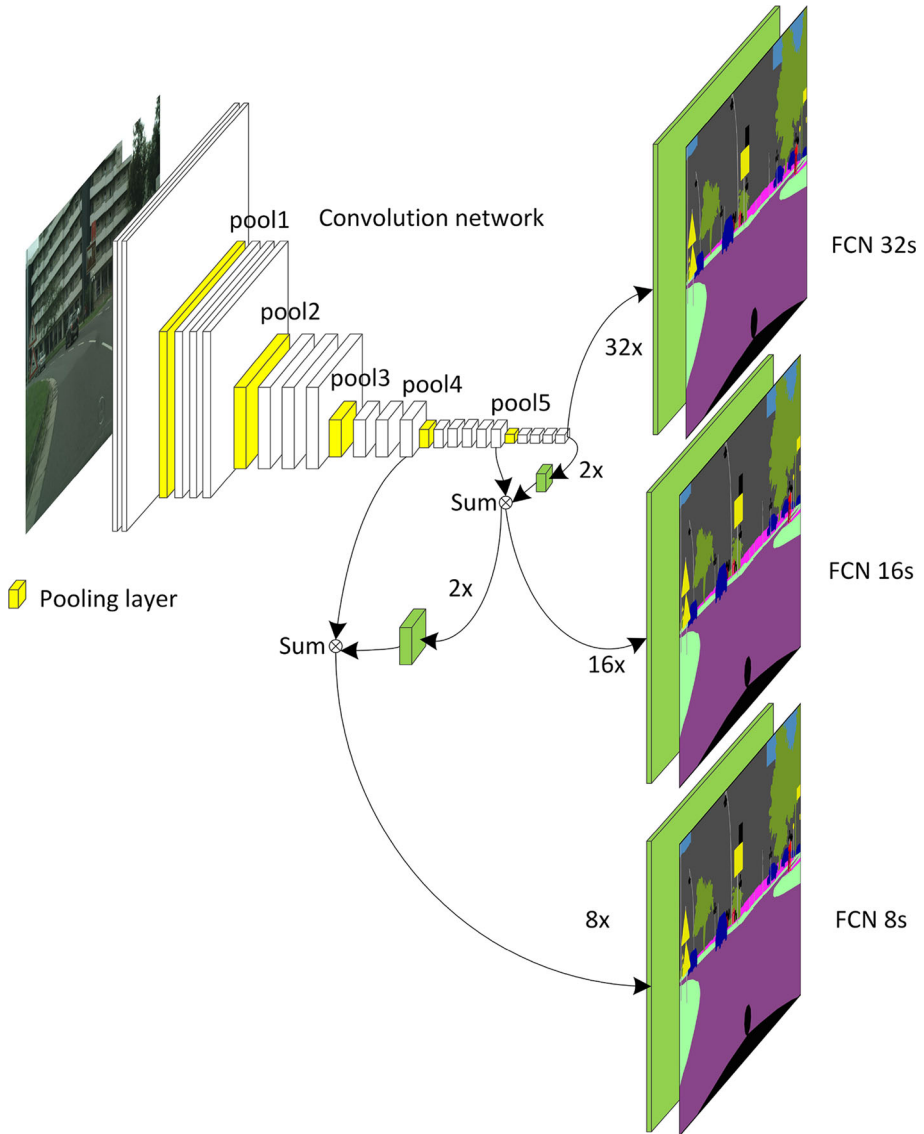 pool1
Convolution network
pool2
pool3
pool4
pool5
FCN 32s
32x
2x
Sum
Pooling layer
2x
Sum
16x
FCN 16s
8x
FCN 8s